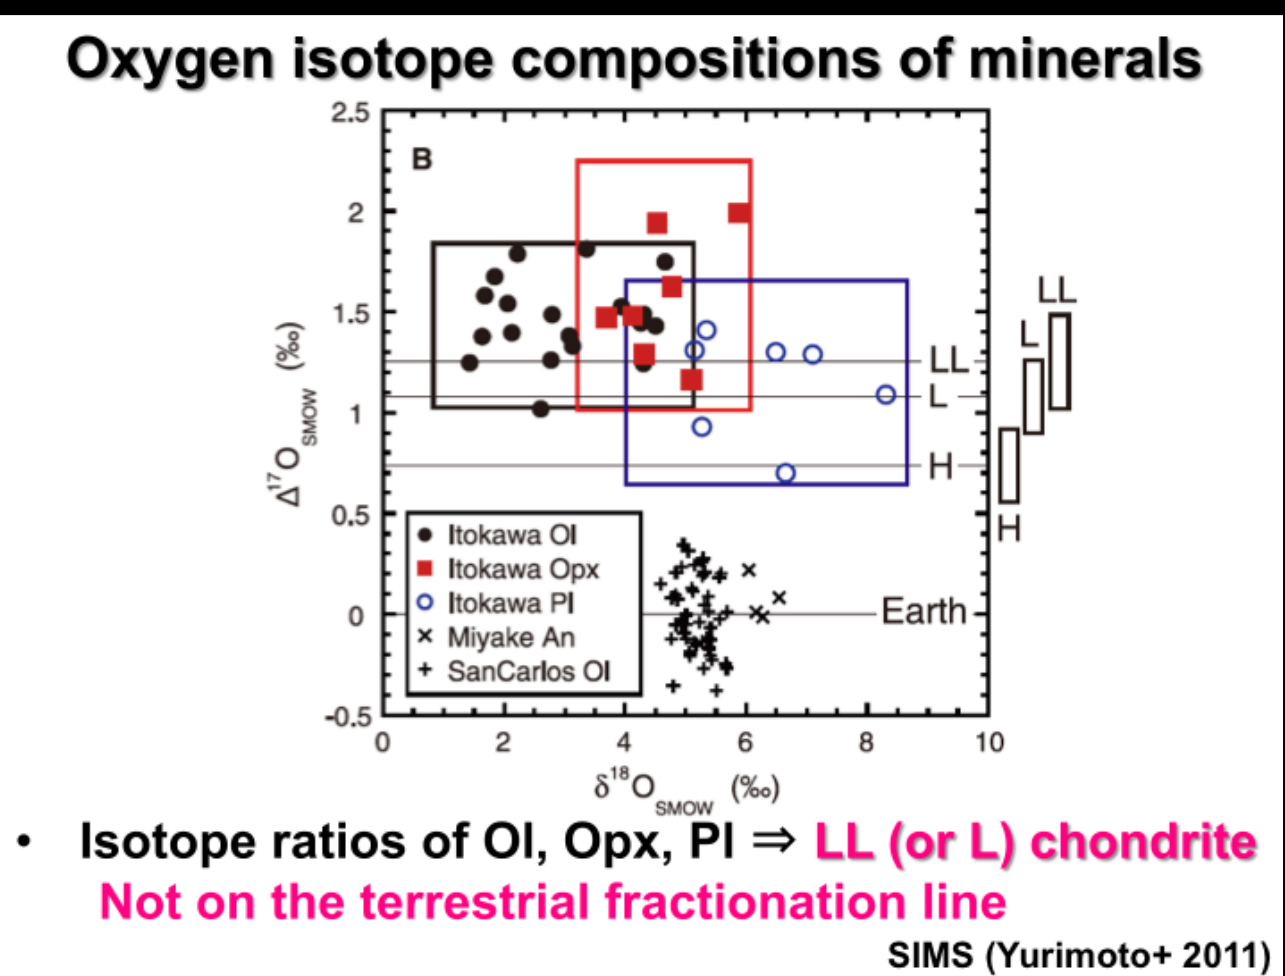 Oxygen isotope compositions of minerals
B
2.5
2
1.5
1
0.5
0
-0.5
Δ17OSMOW (‰)
LL
L
H
Earth
LL
L
H
Itokawa Ol
Itokawa Opx
Itokawa Pl
Miyake An
SanCarlos Ol
0 2 4 6 8 10
δ18OSMOW (‰)
• Isotope ratios of Ol, Opx, Pl ⇒ LL (or L) chondrite
Not on the terrestrial fractionation line
SIMS (Yurimoto+ 2011)